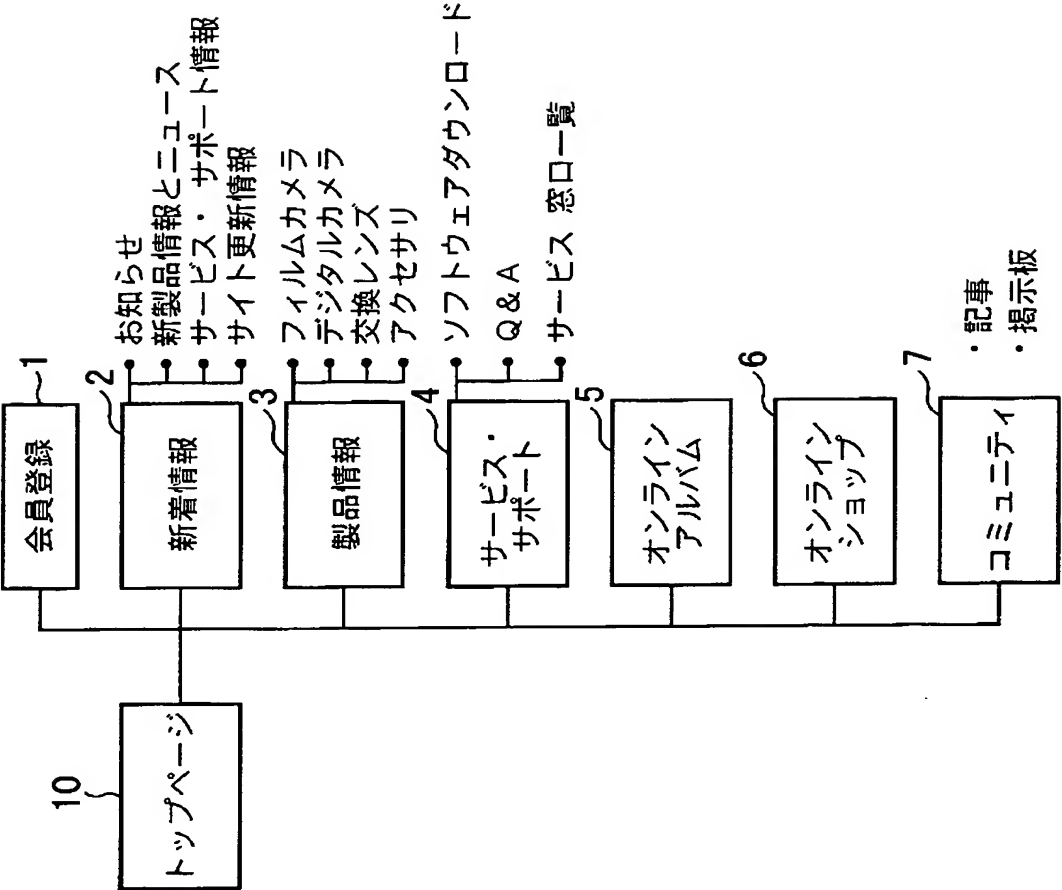 10
トップページ
1
会員登録
2
新着情報
お知らせ
新製品情報とニュース
サービス・サポート情報
サイト更新情報
3
製品情報
フィルムカメラ
デジタルカメラ
交換レンズ
アクセサリ
4
サービス・
サポート
ソフトウェアダウンロード
Q&A
サービス 窓口一覧
5
オンライン
アルバム
6
オンライン
ショップ
7
コミュニティ
・記事
・掲示板